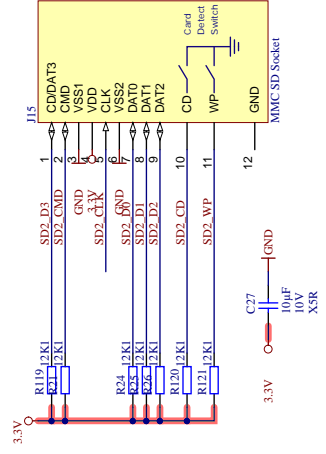 J15
MMC SD Socket
Card
Detect
Switch
CD/DAT3
CMD
VSS1
VDD
CLK
VSS2
DAT0
DAT1
DAT2
CD
WP
GND
1
2
3
4
5
6
7
8
9
10
11
12
SD2_D3
SD2_CMD
GND
3.3V
SD2_CLK
GND
SD2_D0
SD2_D1
SD2_D2
SD2_CD
SD2_WP
R119 12K1
R21 12K1
R24 12K1
R25 12K1
R26 12K1
R120 12K1
R121 12K1
3.3V
GND
C27
10µF
10V
X5R
3.3V